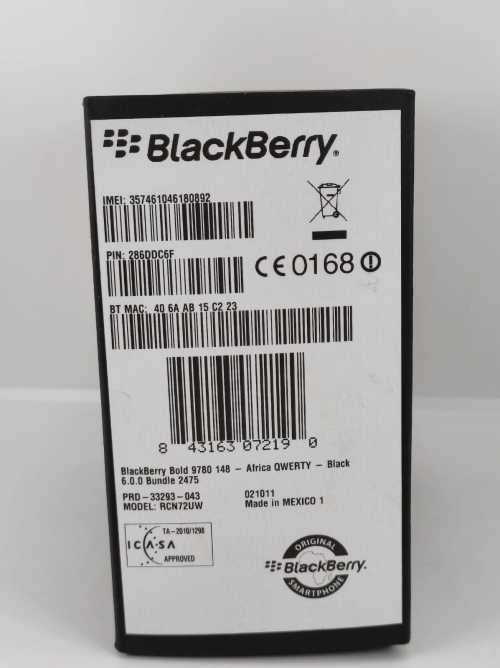 BlackBerry®
IMEI: 357461046180892
PIN: 286DDC6F
CE0168
BT MAC: 40 6A AB 15 C2 23
8 43163 07219 0
BlackBerry Bold 9780 148 - Africa QWERTY - Black
6.0.0 Bundle 2475
PRD-33293-043 021011
MODEL: RCN72UW Made in MEXICO 1
TA-2010/1298
ICASA
APPROVED
ORIGINAL
BlackBerry.
SMARTPHONE